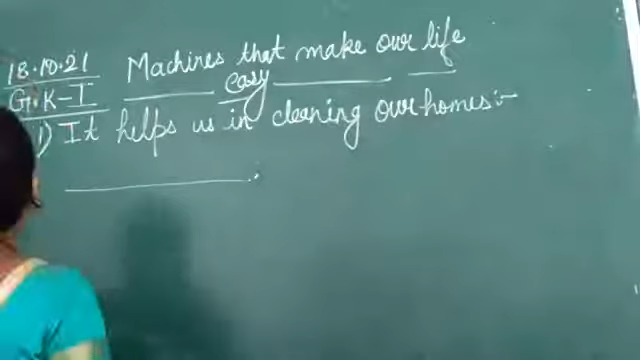 18.10.21 Machines that make our life
easy
G.K-I
1) It helps us in cleaning our homes:-